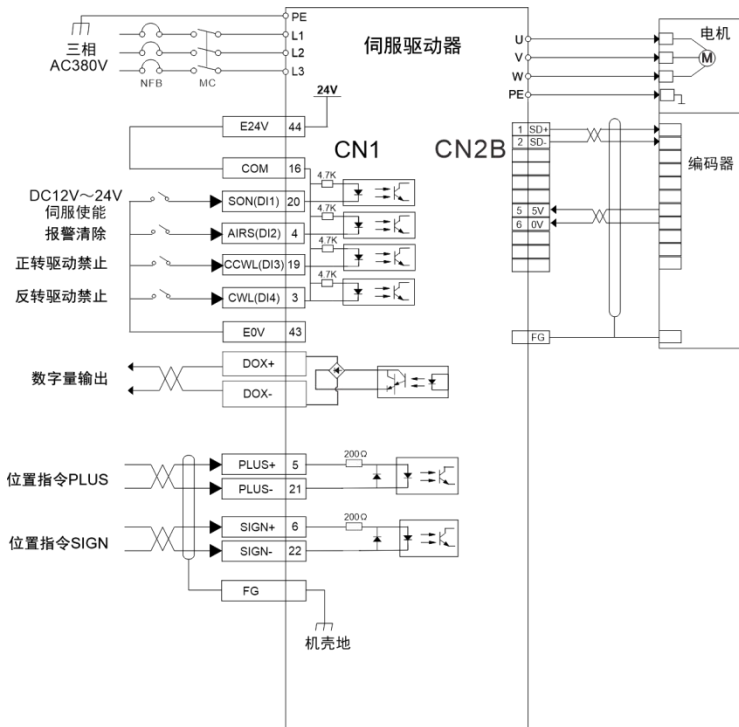 PE
L1
L2
L3
三相
AC380V
NFB
MC
伺服驱动器
U
V
W
PE
电机
M
24V
E24V 44
COM 16
CN1
CN2B
DC12V～24V
伺服使能
SON(DI1) 20
4.7K
报警清除
AIRS(DI2) 4
4.7K
正转驱动禁止
CCWL(DI3) 19
4.7K
反转驱动禁止
CWL(DI4) 3
4.7K
E0V 43
1 SD+
2 SD-
5 5V
6 0V
FG
编码器
数字量输出
DOX+
DOX-
位置指令PLUS
PLUS+ 5
PLUS- 21
200Ω
位置指令SIGN
SIGN+ 6
SIGN- 22
200Ω
FG
机壳地